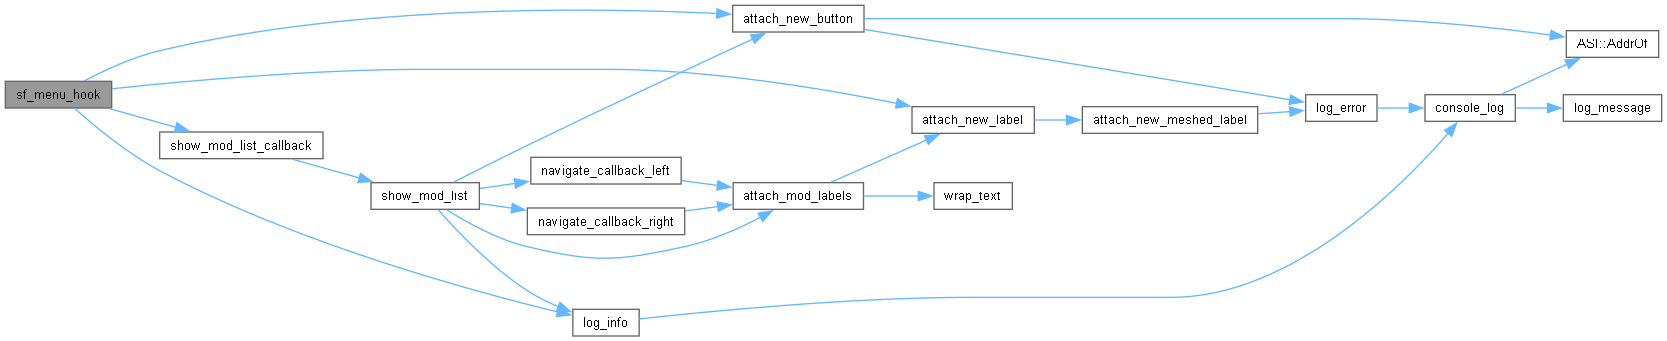 sf_menu_hook
show_mod_list_callback
show_mod_list
navigate_callback_left
navigate_callback_right
log_info
attach_new_button
attach_mod_labels
attach_new_label
wrap_text
attach_new_meshed_label
log_error
console_log
ASI::AddrOf
log_message